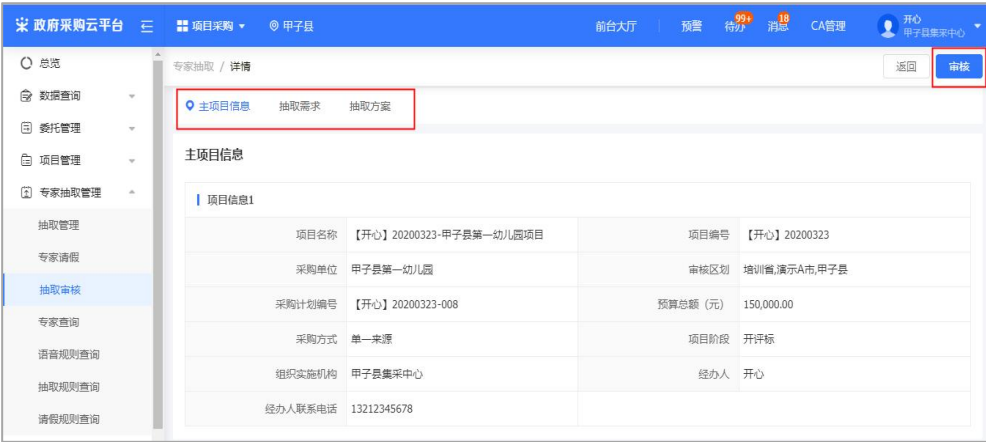 政府采购云平台 项目采购 甲子县 前台大厅 预警 待办 99+ 消息 18 CA管理 开心
甲子县集采中心
总览 专家抽取 / 详情 返回 审核
数据查询
主项目信息 抽取需求 抽取方案
委托管理
项目管理
主项目信息
专家抽取管理
项目信息1
抽取管理
项目名称 【开心】20200323-甲子县第一幼儿园项目 项目编号 【开心】20200323
专家请假
采购单位 甲子县第一幼儿园 审核区划 培训省,演示A市,甲子县
抽取审核
采购计划编号 【开心】20200323-008 预算总额（元） 150,000.00
专家查询
采购方式 单一来源 项目阶段 开评标
语音规则查询
组织实施机构 甲子县集采中心 经办人 开心
抽取规则查询
经办人联系电话 13212345678
请假规则查询